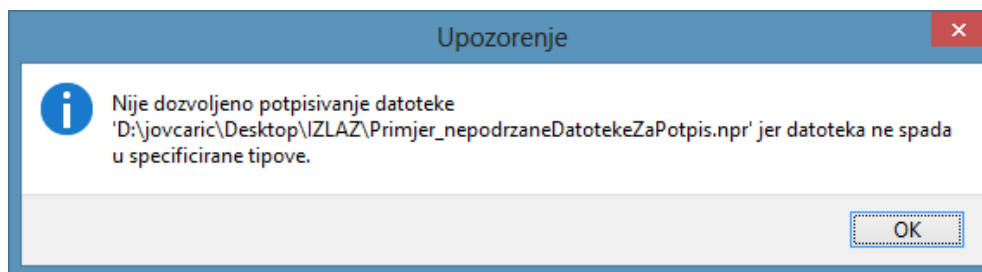 Upozorenje
Nije dozvoljeno potpisivanje datoteke
'D:\jovcaric\Desktop\IZLAZ\Primjer_nepodrzaneDatotekeZaPotpis.npr' jer datoteka ne spada
u specificirane tipove.
OK